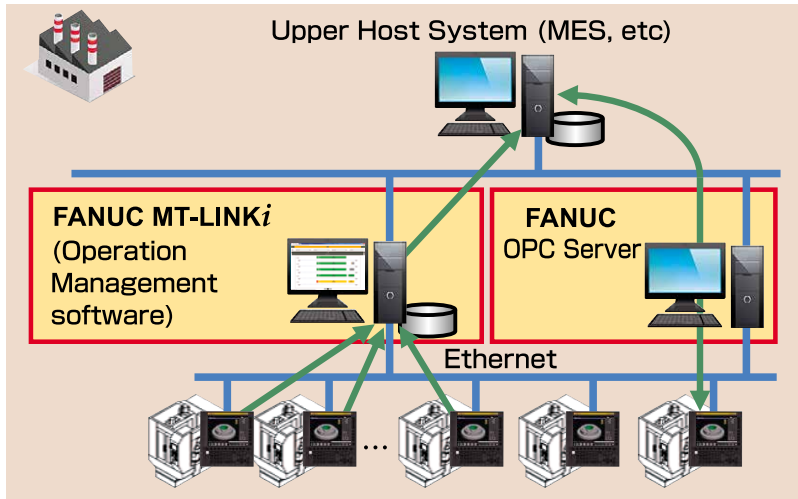 Upper Host System (MES, etc)
FANUC MT-LINKi
(Operation
Management
software)
FANUC
OPC Server
Ethernet
...